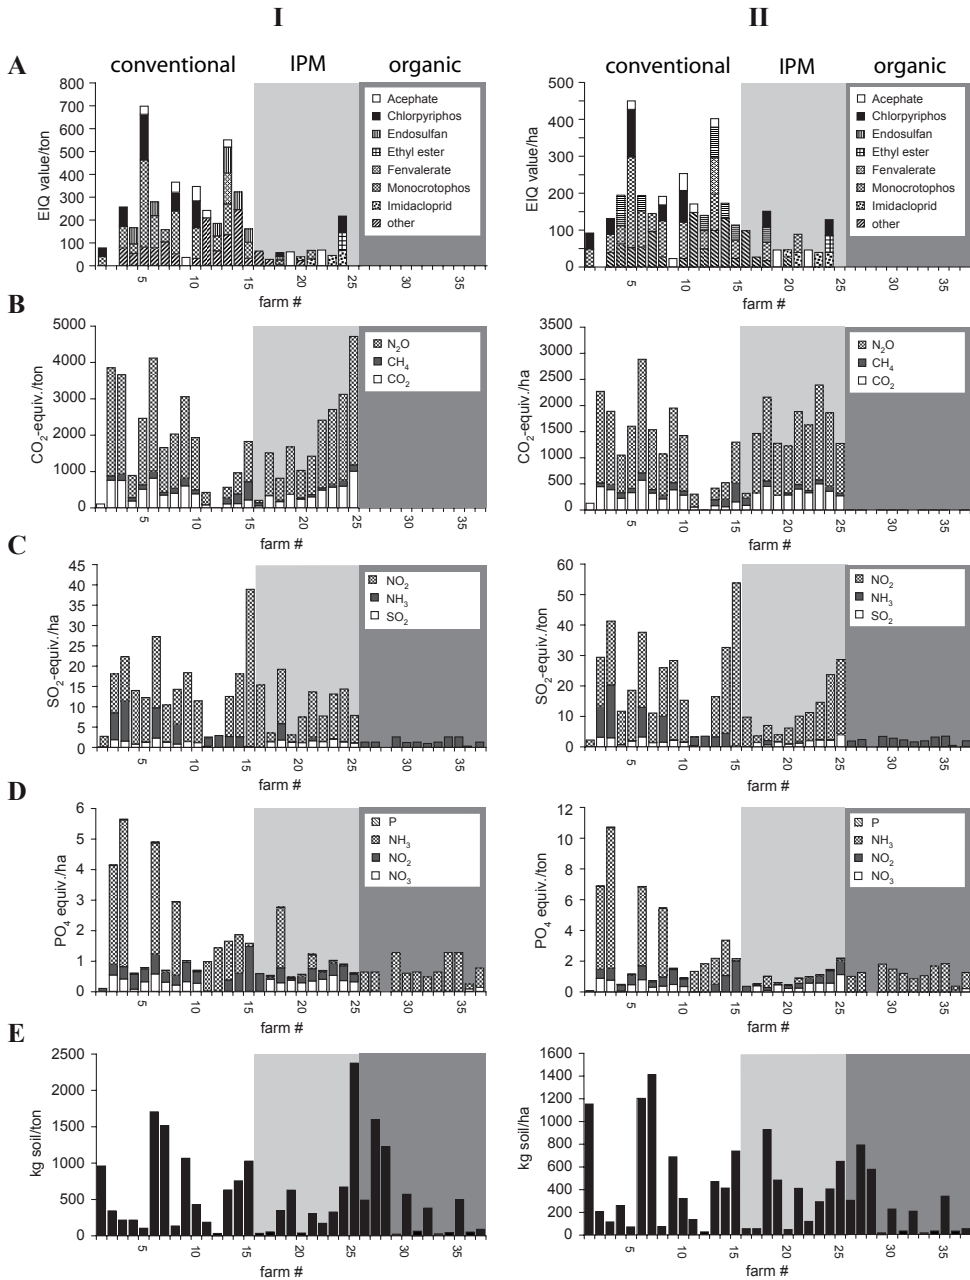 I
II
A
conventional
IPM
organic
800
700
600
500
400
300
200
100
0
EIQ value/ton
Acephate
Chlorpyriphos
Endosulfan
Ethyl ester
Fenvalerate
Monocrotophos
Imidacloprid
other
5
10
15
20
25
30
35
farm #
conventional
IPM
organic
500
400
300
200
100
0
EIQ value/ha
Acephate
Chlorpyriphos
Endosulfan
Ethyl ester
Fenvalerate
Monocrotophos
Imidacloprid
other
5
10
15
20
25
30
35
farm #
B
5000
4000
3000
2000
1000
0
CO2-equiv./ton
N2O
CH4
CO2
5
10
15
20
25
30
35
farm #
3500
3000
2500
2000
1500
1000
500
0
CO2-equiv./ha
N2O
CH4
CO2
5
10
15
20
25
30
35
farm #
C
45
40
35
30
25
20
15
10
5
0
SO2-equiv./ha
NO2
NH3
SO2
5
10
15
20
25
30
35
farm #
60
50
40
30
20
10
0
SO2-equiv./ton
NO2
NH3
SO2
5
10
15
20
25
30
35
farm #
D
6
5
4
3
2
1
0
PO4 equiv./ha
P
NH3
NO2
NO3
5
10
15
20
25
30
35
farm #
12
10
8
6
4
2
0
PO4 equiv./ton
P
NH3
NO2
NO3
5
10
15
20
25
30
35
farm #
E
2500
2000
1500
1000
500
0
kg soil/ton
5
10
15
20
25
30
35
farm #
1600
1400
1200
1000
800
600
400
200
0
kg soil/ha
5
10
15
20
25
30
35
farm #